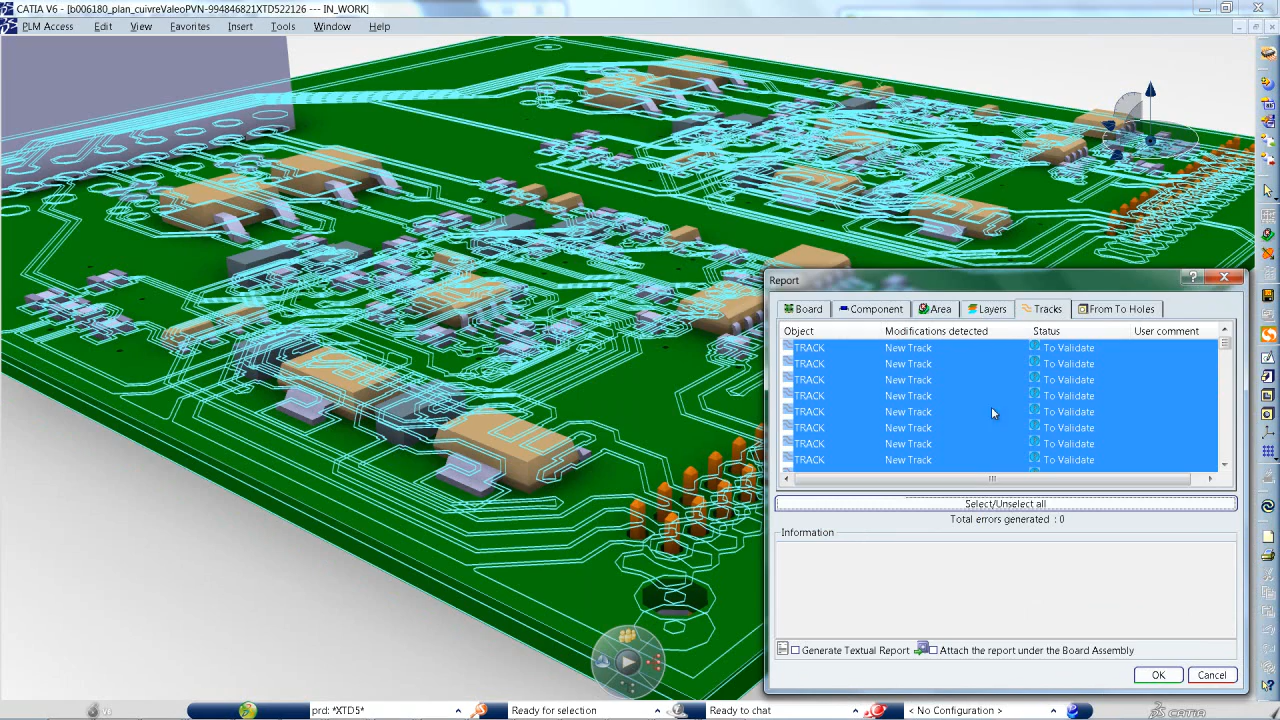 CATIA V6 - [b006180_plan_cuivreValeoPVN-994846821XTD522126 --- IN_WORK]
PLM Access Edit View Favorites Insert Tools Window Help
Report
Board Component Area Layers Tracks From To Holes
Object Modifications detected Status User comment
TRACK New Track To Validate
TRACK New Track To Validate
TRACK New Track To Validate
TRACK New Track To Validate
TRACK New Track To Validate
TRACK New Track To Validate
TRACK New Track To Validate
TRACK New Track To Validate
Select/Unselect all
Total errors generated : 0
Information
Generate Textual Report Attach the report under the Board Assembly
OK Cancel
prd: *XTD5* Ready for selection Ready to chat < No Configuration > CATIA